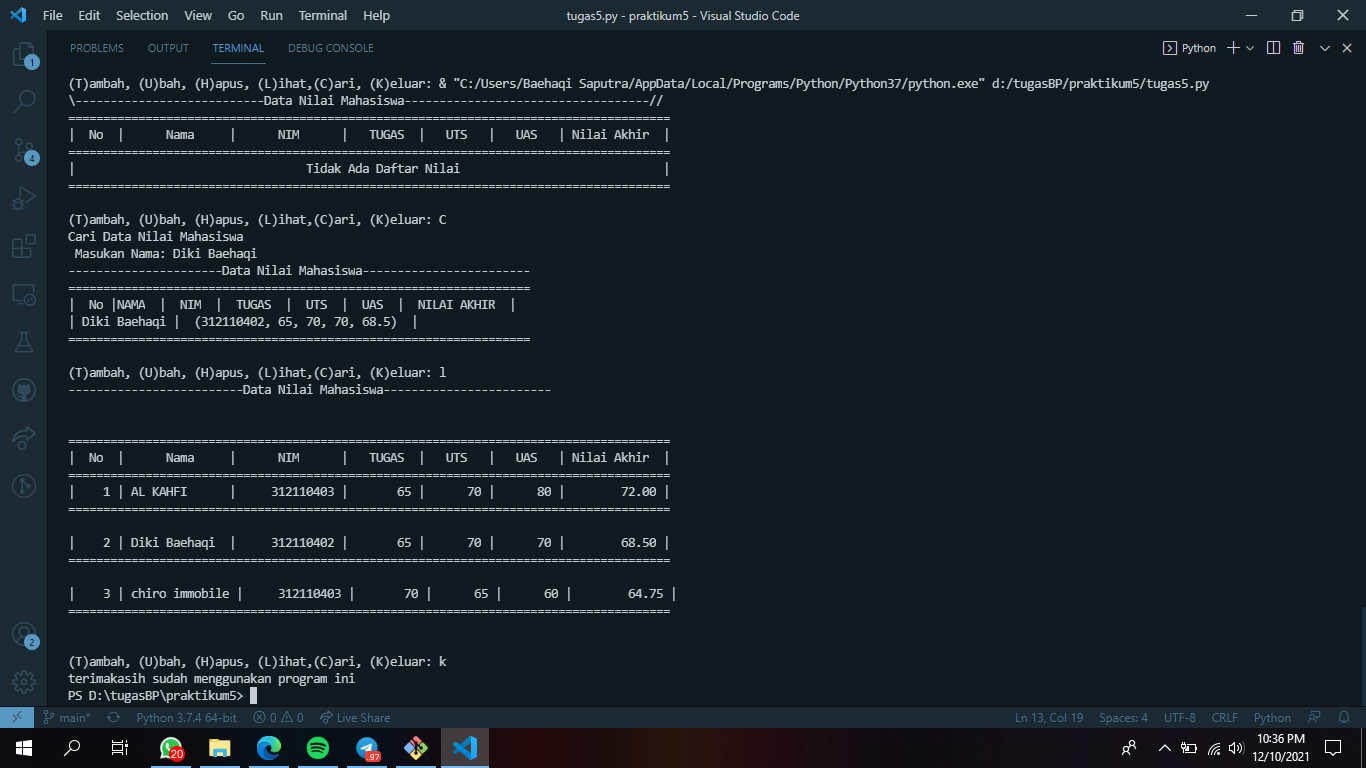 File Edit Selection View Go Run Terminal Help tugas5.py - praktikum5 - Visual Studio Code
PROBLEMS OUTPUT TERMINAL DEBUG CONSOLE Python
(T)ambah, (U)bah, (H)apus, (L)ihat,(C)ari, (K)eluar: & "C:/Users/Baehaqi Saputra/AppData/Local/Programs/Python/Python37/python.exe" d:/tugasBP/praktikum5/tugas5.py
\---------------------------Data Nilai Mahasiswa-----------------------------------//
======================================================================================
|  No  |      Nama     |      NIM      |   TUGAS  |   UTS   |   UAS   | Nilai Akhir  |
======================================================================================
|                                 Tidak Ada Daftar Nilai                             |
======================================================================================
(T)ambah, (U)bah, (H)apus, (L)ihat,(C)ari, (K)eluar: C
Cari Data Nilai Mahasiswa
 Masukan Nama: Diki Baehaqi
----------------------Data Nilai Mahasiswa------------------------
==================================================================
|  No |NAMA  |  NIM  |  TUGAS  |  UTS  |  UAS  |  NILAI AKHIR  |
| Diki Baehaqi |  (312110402, 65, 70, 70, 68.5)  |
==================================================================
(T)ambah, (U)bah, (H)apus, (L)ihat,(C)ari, (K)eluar: l
-------------------------Data Nilai Mahasiswa------------------------
======================================================================================
|  No  |      Nama     |      NIM      |   TUGAS  |   UTS   |   UAS   | Nilai Akhir  |
======================================================================================
|    1 | AL KAHFI      |     312110403 |       65 |      70 |      80 |        72.00 |
======================================================================================
|    2 | Diki Baehaqi  |     312110402 |       65 |      70 |      70 |        68.50 |
======================================================================================
|    3 | chiro immobile |     312110403 |       70 |      65 |      60 |        64.75 |
======================================================================================
(T)ambah, (U)bah, (H)apus, (L)ihat,(C)ari, (K)eluar: k
terimakasih sudah menggunakan program ini
PS D:\tugasBP\praktikum5>
1
4
2
main* Python 3.7.4 64-bit 0 0 Live Share Ln 13, Col 19 Spaces: 4 UTF-8 CRLF Python
20 97 10:36 PM
12/10/2021